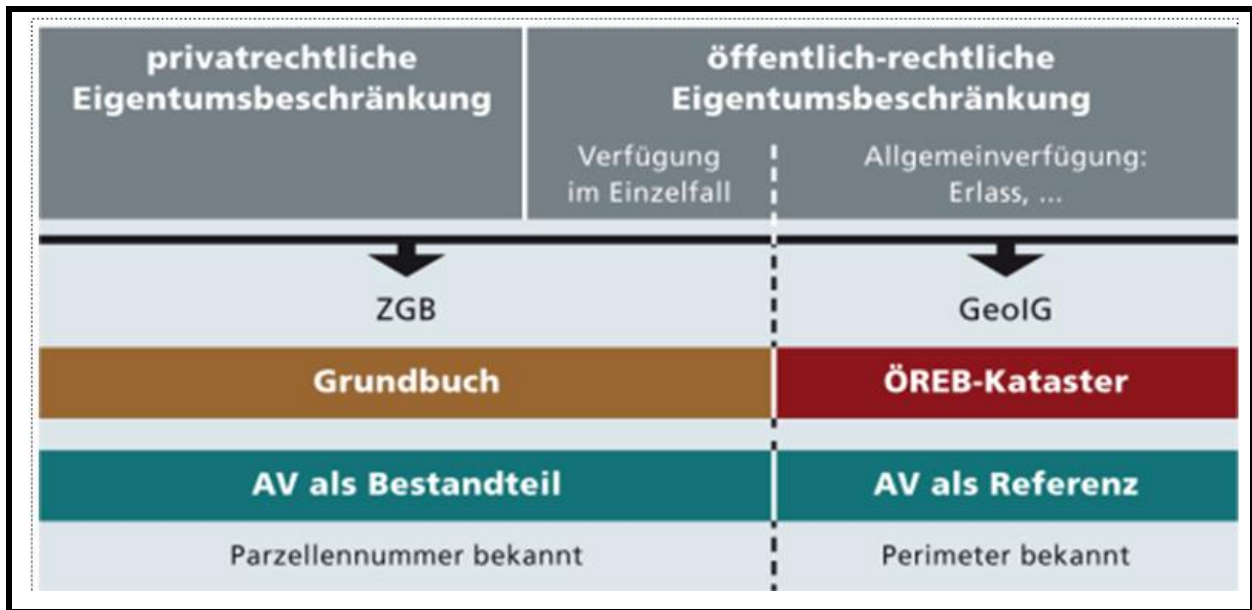 privatrechtliche
Eigentumsbeschränkung
öffentlich-rechtliche
Eigentumsbeschränkung
Verfügung
im Einzelfall
Allgemeinverfügung:
Erlass, ...
ZGB
GeoIG
Grundbuch
ÖREB-Kataster
AV als Bestandteil
AV als Referenz
Parzellennummer bekannt
Perimeter bekannt